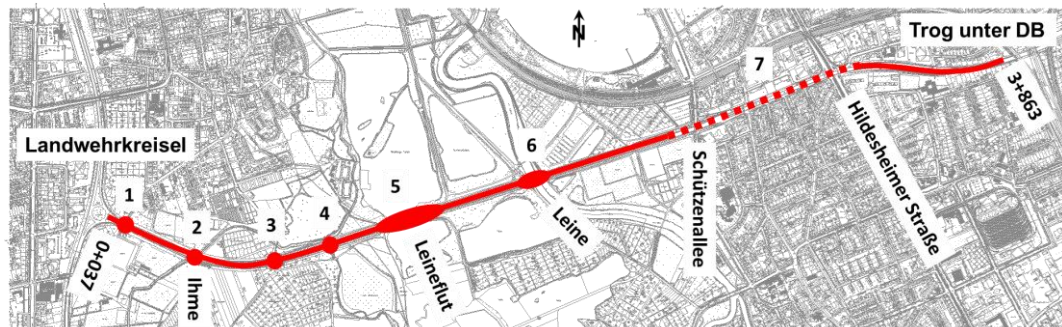 N
Trog unter DB
7
3+863
Hildesheimer Straße
Landwehrkreisel
6
Schützenallee
5
1
4
Leine
2
3
Leineflut
0+037
Ihme